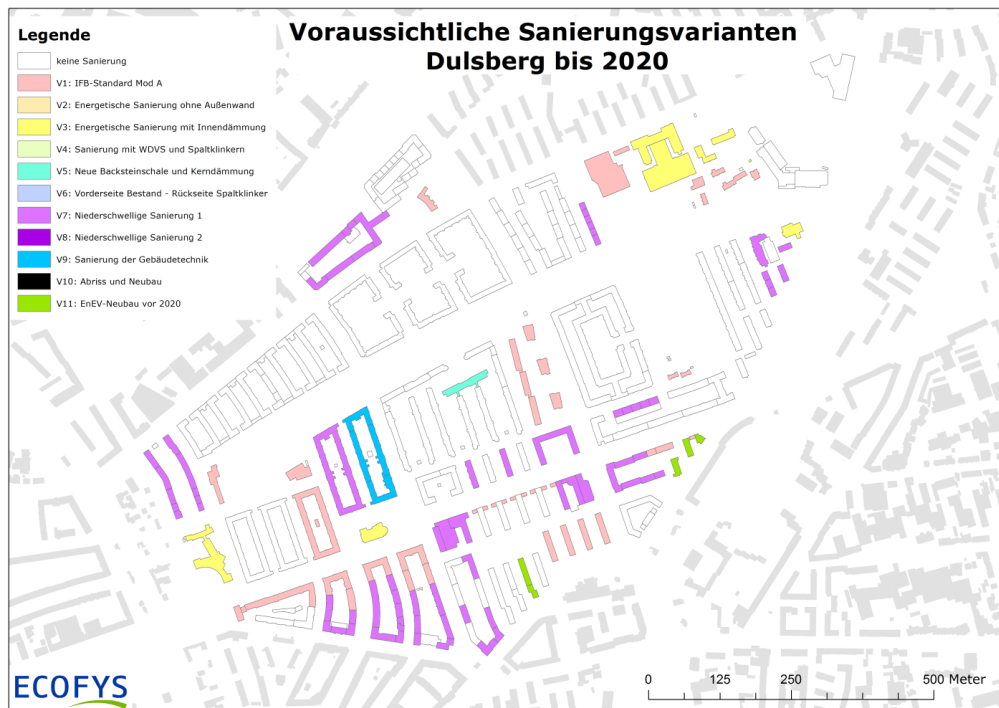 Voraussichtliche Sanierungsvarianten
Dulsberg bis 2020
Legende
keine Sanierung
V1: IFB-Standard Mod A
V2: Energetische Sanierung ohne Außenwand
V3: Energetische Sanierung mit Innendämmung
V4: Sanierung mit WDVS und Spaltklinkern
V5: Neue Backsteinschale und Kerndämmung
V6: Vorderseite Bestand - Rückseite Spaltklinker
V7: Niederschwellige Sanierung 1
V8: Niederschwellige Sanierung 2
V9: Sanierung der Gebäudetechnik
V10: Abriss und Neubau
V11: EnEV-Neubau vor 2020
ECOFYS
0 125 250 500 Meter